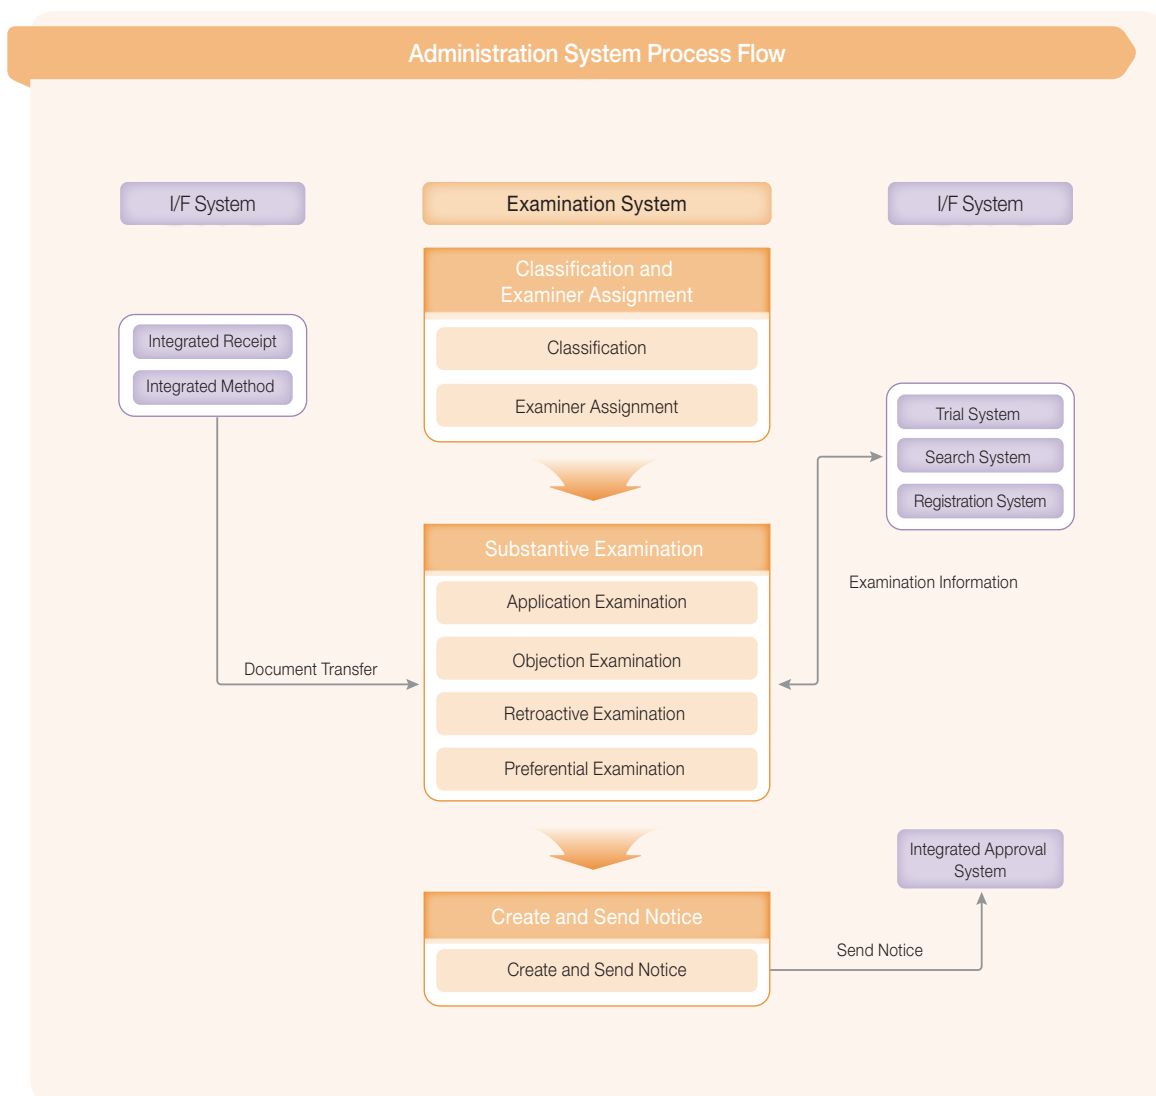 Administration System Process Flow
I/F System
Examination System
I/F System
Classification and
Examiner Assignment
Classification
Examiner Assignment
Integrated Receipt
Integrated Method
Trial System
Search System
Registration System
Substantive Examination
Application Examination
Objection Examination
Retroactive Examination
Preferential Examination
Examination Information
Document Transfer
Integrated Approval
System
Create and Send Notice
Create and Send Notice
Send Notice